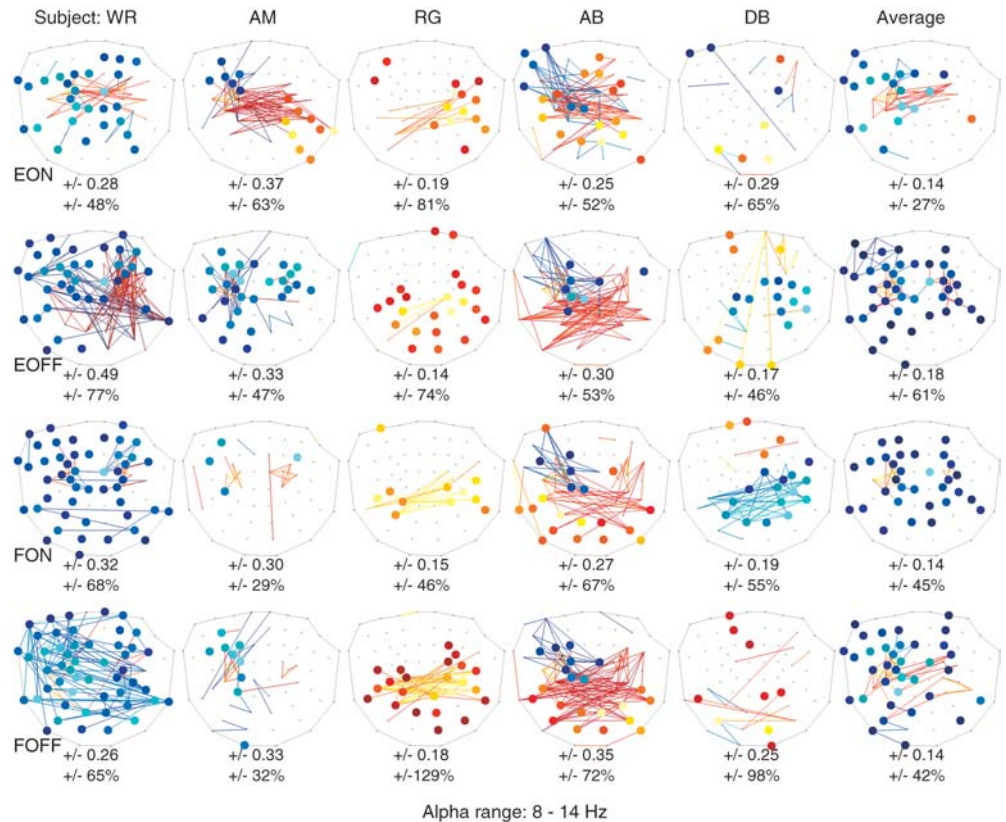 Subject: WR AM RG AB DB Average
EON
+/- 0.28 +/- 0.37 +/- 0.19 +/- 0.25 +/- 0.29 +/- 0.14
+/- 48% +/- 63% +/- 81% +/- 52% +/- 65% +/- 27%
EOFF
+/- 0.49 +/- 0.33 +/- 0.14 +/- 0.30 +/- 0.17 +/- 0.18
+/- 77% +/- 47% +/- 74% +/- 53% +/- 46% +/- 61%
FON
+/- 0.32 +/- 0.30 +/- 0.15 +/- 0.27 +/- 0.19 +/- 0.14
+/- 68% +/- 29% +/- 46% +/- 67% +/- 55% +/- 45%
FOFF
+/- 0.26 +/- 0.33 +/- 0.18 +/- 0.35 +/- 0.25 +/- 0.14
+/- 65% +/- 32% +/-129% +/- 72% +/- 98% +/- 42%
Alpha range: 8 - 14 Hz